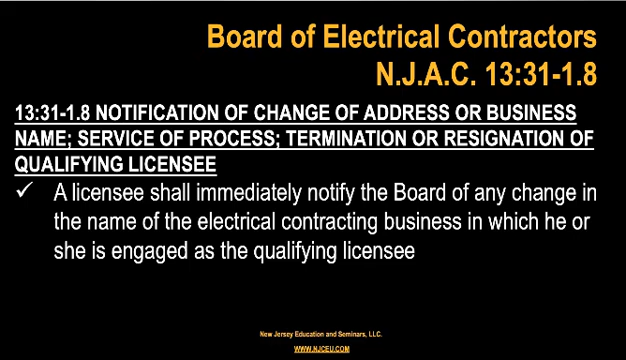 Board of Electrical Contractors
N.J.A.C. 13:31-1.8
13:31-1.8 NOTIFICATION OF CHANGE OF ADDRESS OR BUSINESS
NAME; SERVICE OF PROCESS; TERMINATION OR RESIGNATION OF
QUALIFYING LICENSEE
✓ A licensee shall immediately notify the Board of any change in
the name of the electrical contracting business in which he or
she is engaged as the qualifying licensee
New Jersey Education and Seminars, LLC.
WWW.NJCEU.COM